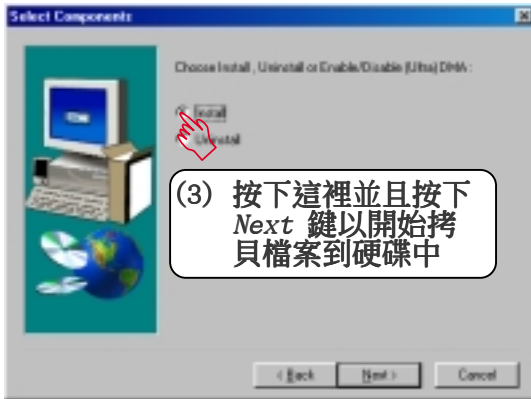 Select Components
Choose Install, Uninstall or Enable/Disable (Ultra) DMA :
Install
Uninstall
(3) 按下這裡並且按下
Next 鍵以開始拷
貝檔案到硬碟中
< Back
Next >
Cancel